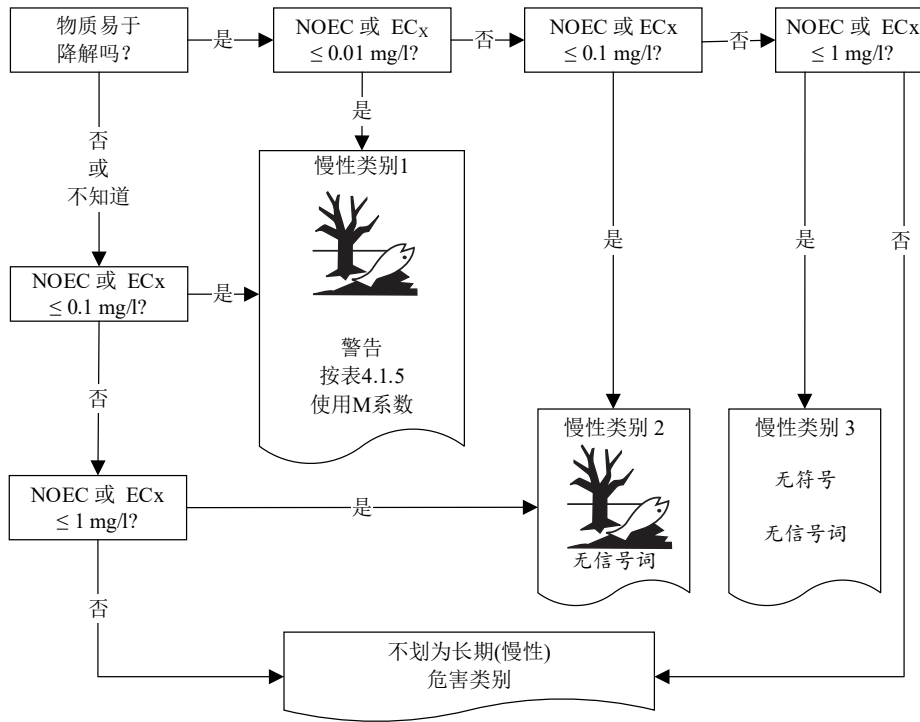 物质易于
降解吗？
是
NOEC 或 ECx
≤ 0.01 mg/l?
否
NOEC 或 ECx
≤ 0.1 mg/l?
否
NOEC 或 ECx
≤ 1 mg/l?
否
或
不知道
是
慢性类别1
警告
按表4.1.5
使用M系数
是
是
否
NOEC 或 ECx
≤ 0.1 mg/l?
是
否
慢性类别 2
无信号词
慢性类别 3
无符号
无信号词
NOEC 或 ECx
≤ 1 mg/l?
是
否
不划为长期(慢性)
危害类别